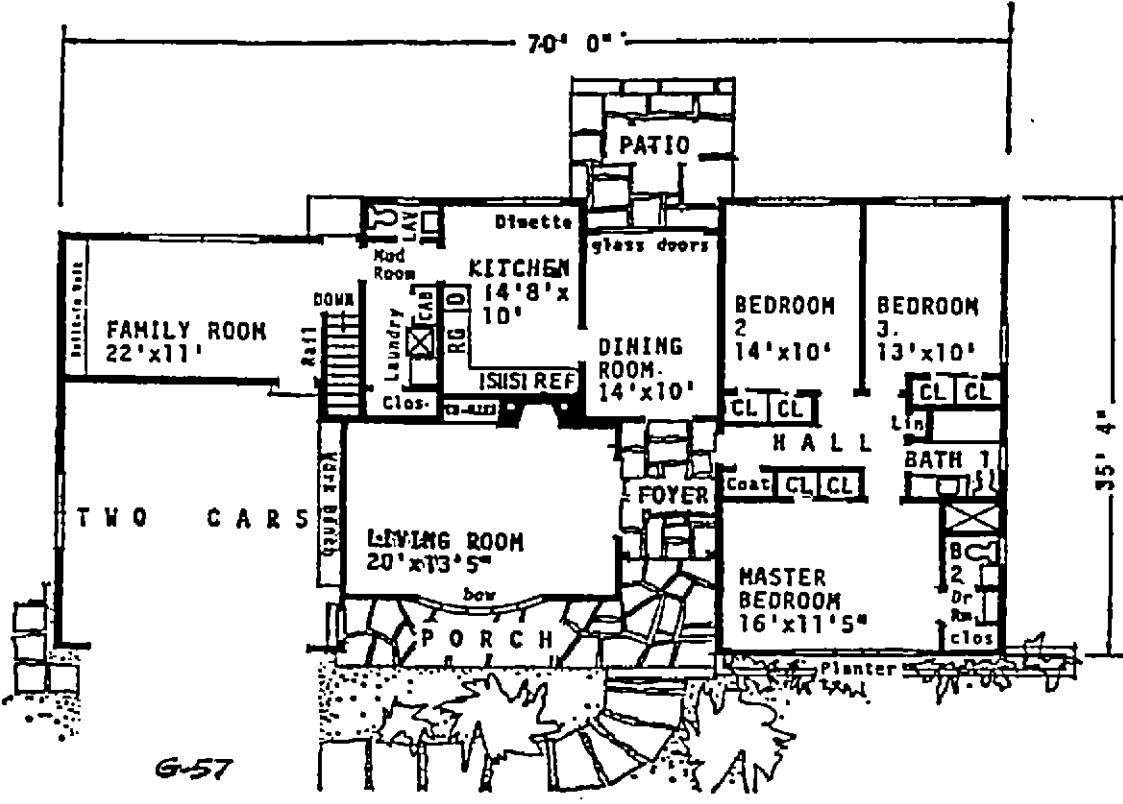 70' 0"
PATIO
LAV
Dinette
glass doors
Mud
Room
KITCHEN
14'8'x
10'
DOWN
CAB
D
BEDROOM
2
14'x10'
BEDROOM
3.
13'x10'
FAMILY ROOM
22'x11'
Rail
Laundry
RG
DINING
ROOM.
14'x10'
REF
Clos.
CL CL
CL CL
Lin
HALL
BATH 1
35' 4"
Coat CL CL
FOYER
TWO CARS
WORK BENCH
LIVING ROOM
20'x13'5"
bow
B
2
Dr
Rm.
clos
MASTER
BEDROOM
16'x11'5"
PORCH
Planter
G-57